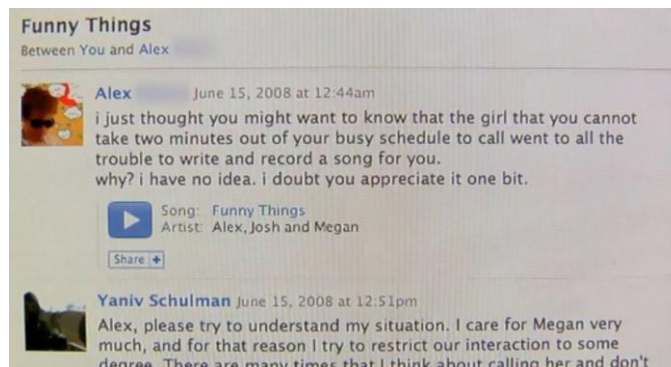 Funny Things
Between You and Alex
Alex June 15, 2008 at 12:44am
i just thought you might want to know that the girl that you cannot
take two minutes out of your busy schedule to call went to all the
trouble to write and record a song for you.
why? i have no idea. i doubt you appreciate it one bit.
Song: Funny Things
Artist: Alex, Josh and Megan
Share +
Yaniv Schulman June 15, 2008 at 12:51pm
Alex, please try to understand my situation. I care for Megan very
much, and for that reason I try to restrict our interaction to some
degree. There are many times that I think about calling her and don't